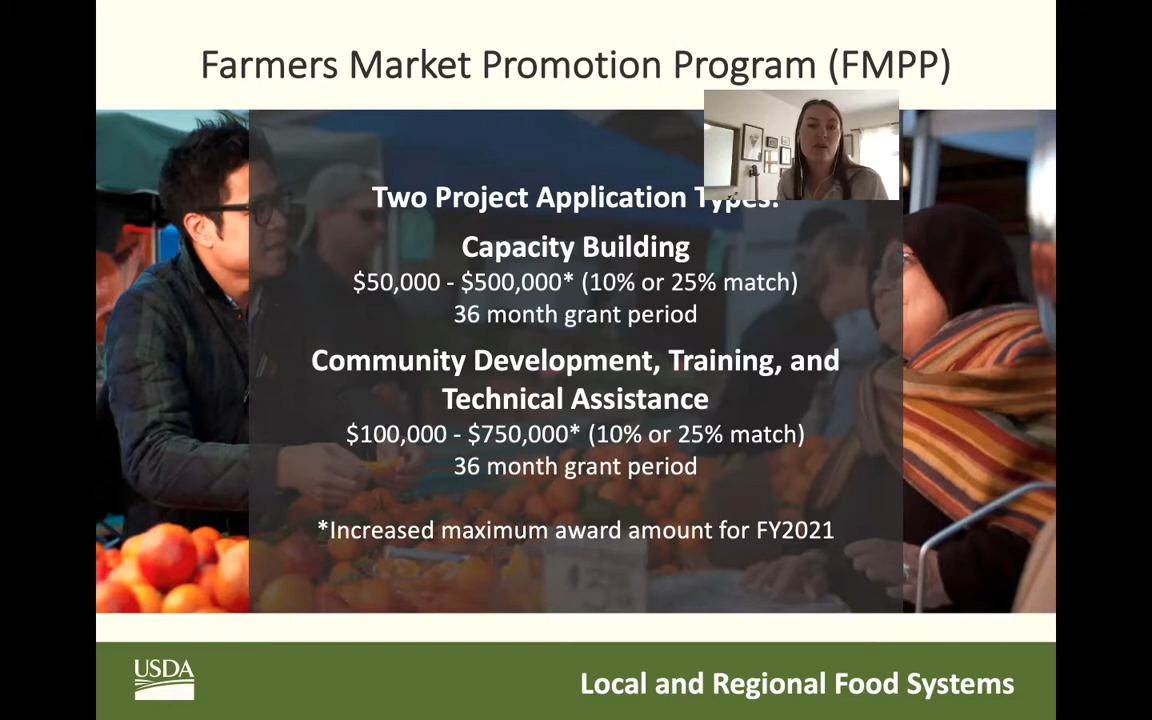 Farmers Market Promotion Program (FMPP)
Two Project Application Types:
Capacity Building
$50,000 - $500,000* (10% or 25% match)
36 month grant period
Community Development, Training, and
Technical Assistance
$100,000 - $750,000* (10% or 25% match)
36 month grant period
*Increased maximum award amount for FY2021
USDA
Local and Regional Food Systems